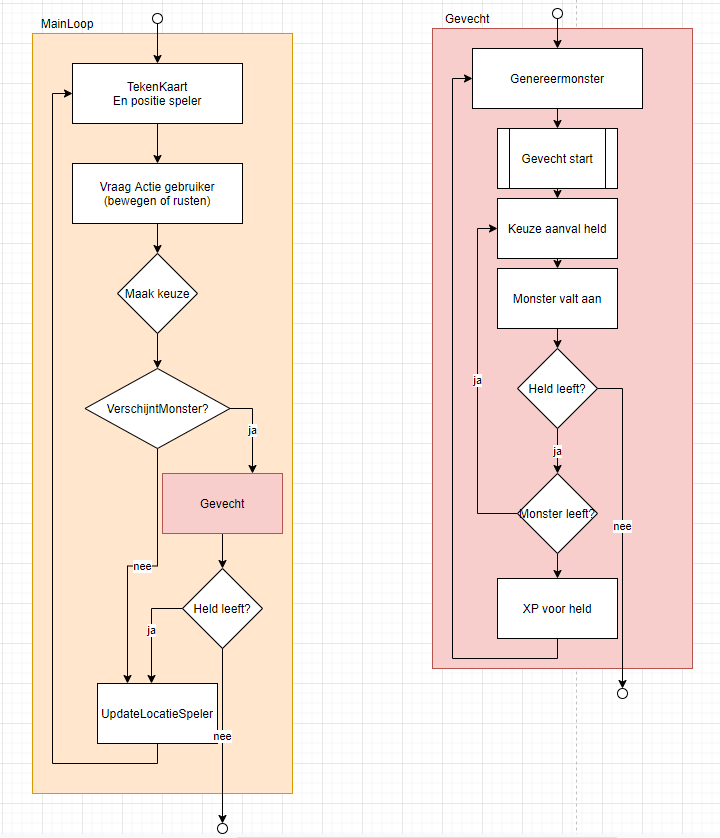 MainLoop
TekenKaart
En positie speler
Vraag Actie gebruiker
(bewegen of rusten)
Maak keuze
VerschijntMonster?
ja
Gevecht
nee
Held leeft?
ja
UpdateLocatieSpeler
nee
Gevecht
Genereermonster
Gevecht start
Keuze aanval held
Monster valt aan
ja
Held leeft?
ja
Monster leeft?
nee
XP voor held